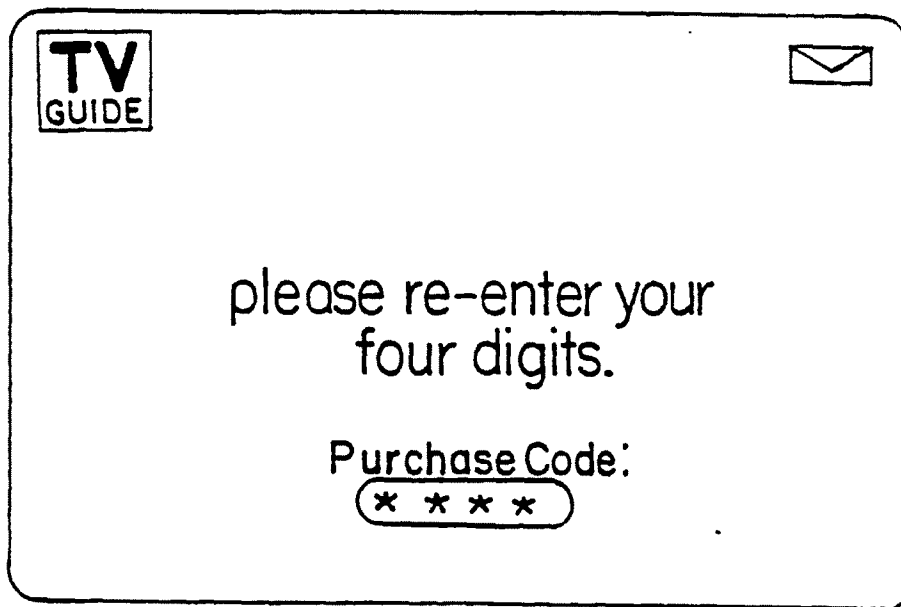 TV
GUIDE
please re-enter your
four digits.
Purchase Code:
* * * *